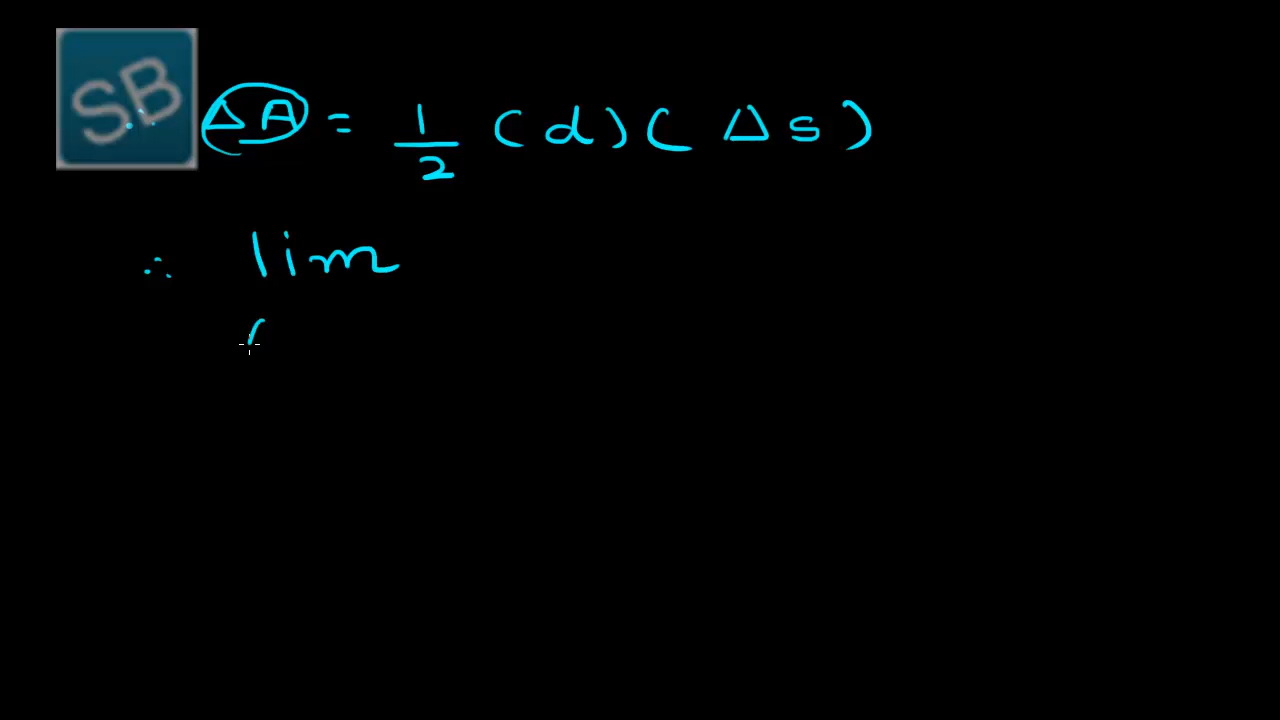 SB
∴ ΔA = 1/2 (d)(Δs)
∴ lim